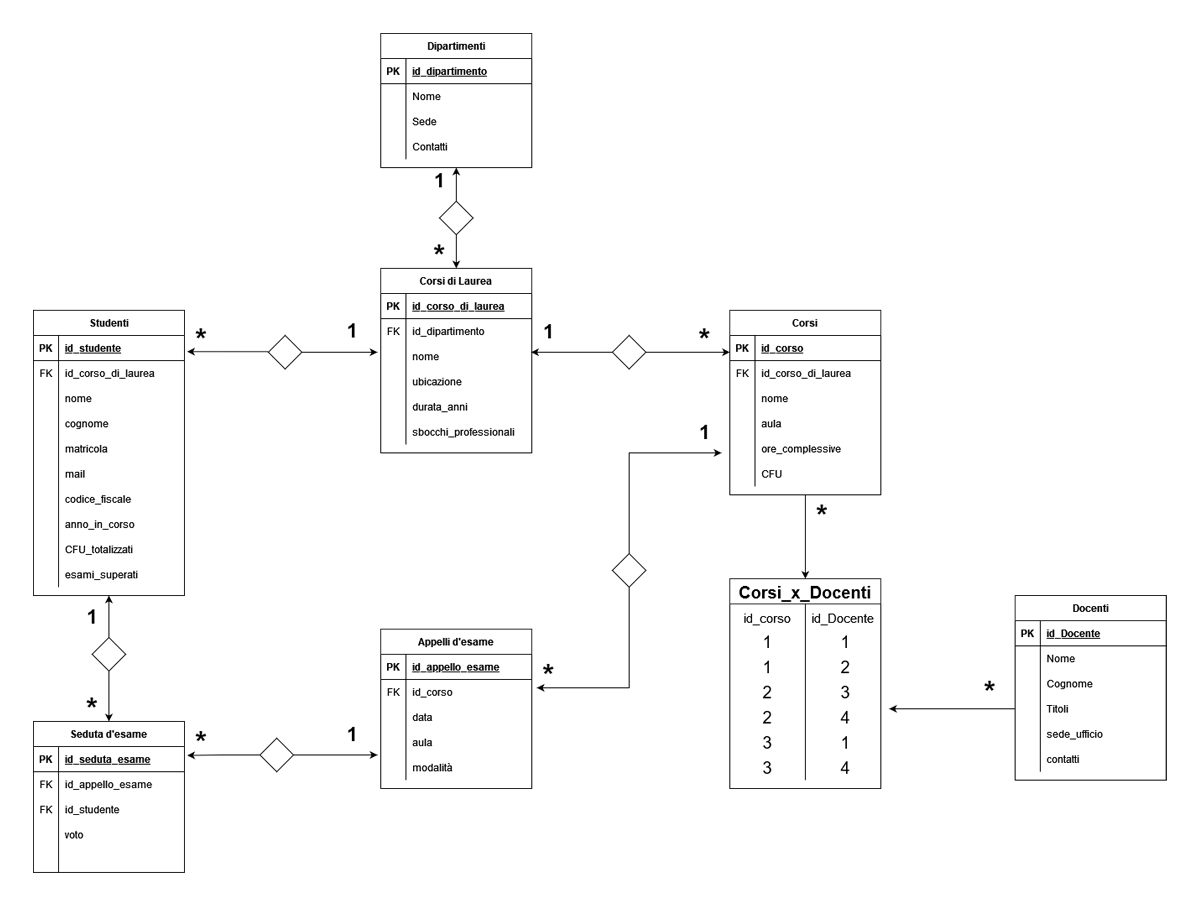 Dipartimenti
PK id_dipartimento
Nome
Sede
Contatti
1
*
Corsi di Laurea
PK id_corso_di_laurea
FK id_dipartimento
nome
ubicazione
durata_anni
sbocchi_professionali
* 1
1 *
Studenti
PK id_studente
FK id_corso_di_laurea
nome
cognome
matricola
mail
codice_fiscale
anno_in_corso
CFU_totalizzati
esami_superati
Corsi
PK id_corso
FK id_corso_di_laurea
nome
aula
ore_complessive
CFU
1
*
*
1
*
Seduta d'esame
PK id_seduta_esame
FK id_appello_esame
FK id_studente
voto
* 1
Appelli d'esame
PK id_appello_esame
FK id_corso
data
aula
modalità
Corsi_x_Docenti
id_corso id_Docente
1 1
1 2
2 3
2 4
3 1
3 4
*
Docenti
PK id_Docente
Nome
Cognome
Titoli
sede_ufficio
contatti